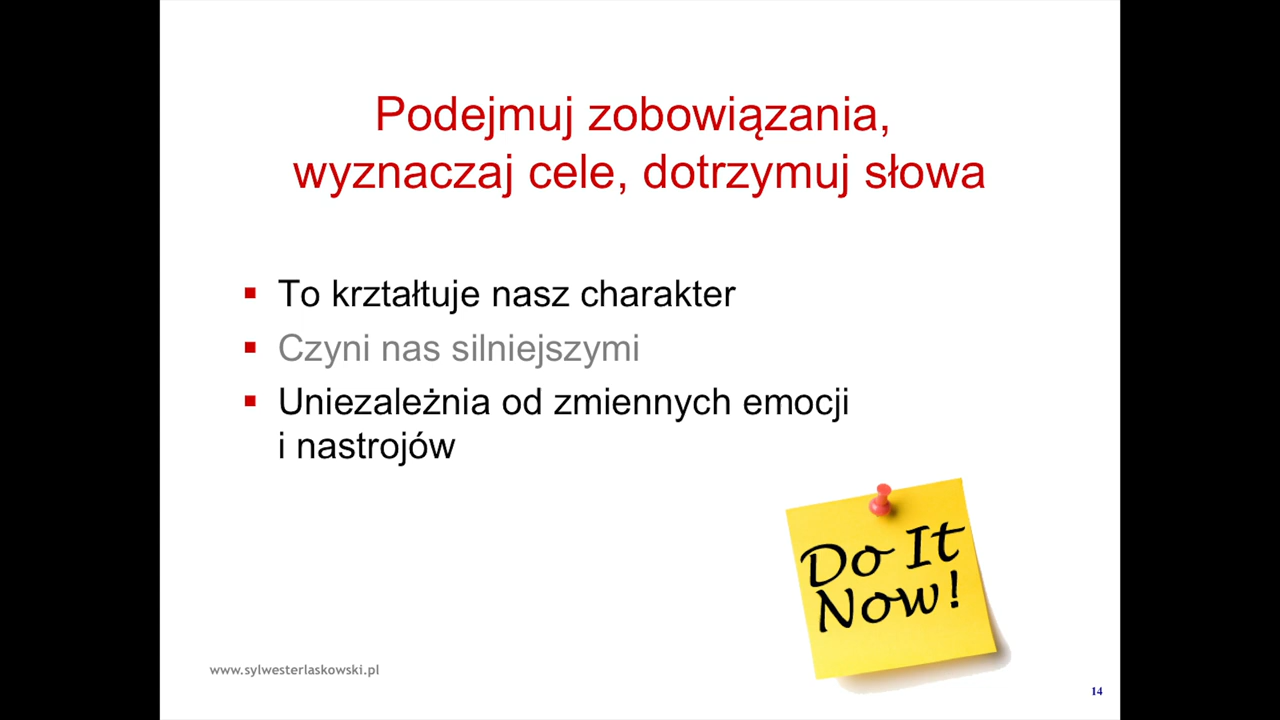 Podejmuj zobowiązania,
wyznaczaj cele, dotrzymuj słowa
To krztałtuje nasz charakter
Czyni nas silniejszymi
Uniezależnia od zmiennych emocji
i nastrojów
Do It
Now!
www.sylwesterlaskowski.pl
14